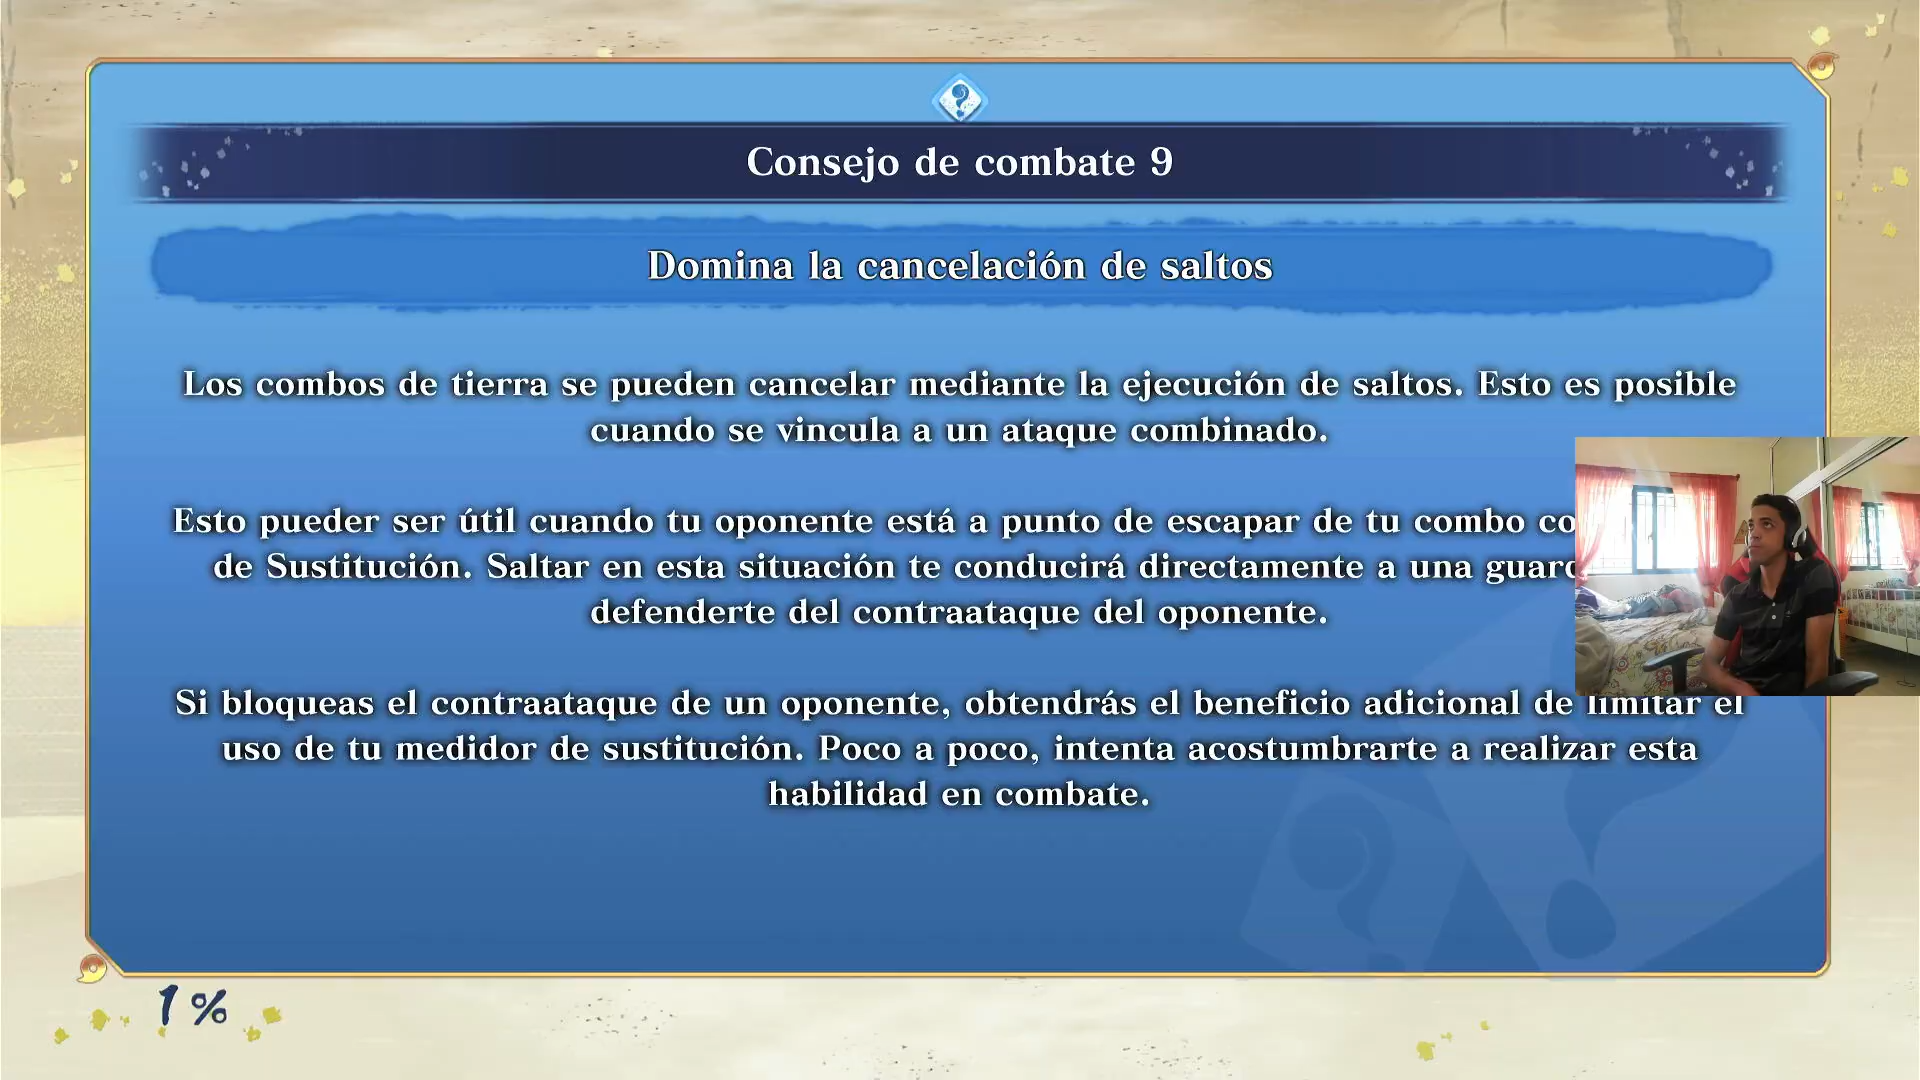 Consejo de combate 9
Domina la cancelación de saltos
Los combos de tierra se pueden cancelar mediante la ejecución de saltos. Esto es posible
cuando se vincula a un ataque combinado.
Esto pueder ser útil cuando tu oponente está a punto de escapar de tu combo
de Sustitución. Saltar en esta situación te conducirá directamente a una
defenderte del contraataque del oponente.
Si bloqueas el contraataque de un oponente, obtendrás el beneficio adicional de limitar el
uso de tu medidor de sustitución. Poco a poco, intenta acostumbrarte a realizar esta
habilidad en combate.
1 %